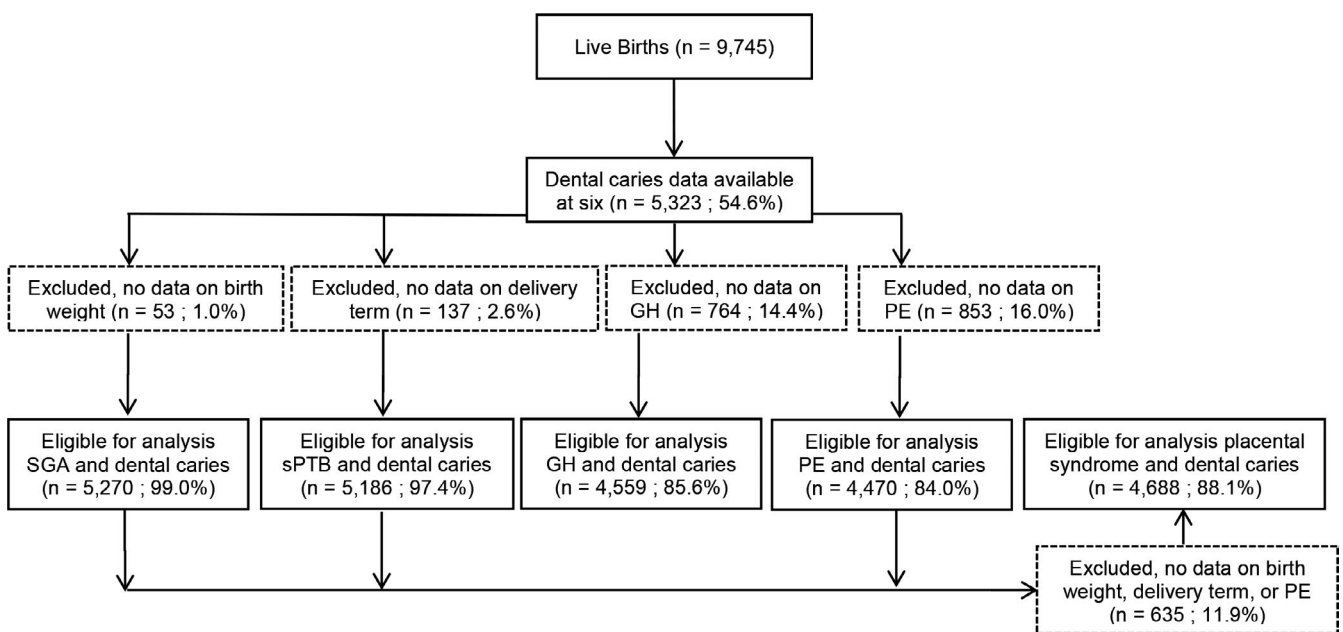 Live Births (n = 9,745)
Dental caries data available
at six (n = 5,323 ; 54.6%)
Excluded, no data on birth
weight (n = 53 ; 1.0%)
Excluded, no data on delivery
term (n = 137 ; 2.6%)
Excluded, no data on
GH (n = 764 ; 14.4%)
Excluded, no data on
PE (n = 853 ; 16.0%)
Eligible for analysis
SGA and dental caries
(n = 5,270 ; 99.0%)
Eligible for analysis
sPTB and dental caries
(n = 5,186 ; 97.4%)
Eligible for analysis
GH and dental caries
(n = 4,559 ; 85.6%)
Eligible for analysis
PE and dental caries
(n = 4,470 ; 84.0%)
Eligible for analysis placental
syndrome and dental caries
(n = 4,688 ; 88.1%)
Excluded, no data on birth
weight, delivery term, or PE
(n = 635 ; 11.9%)